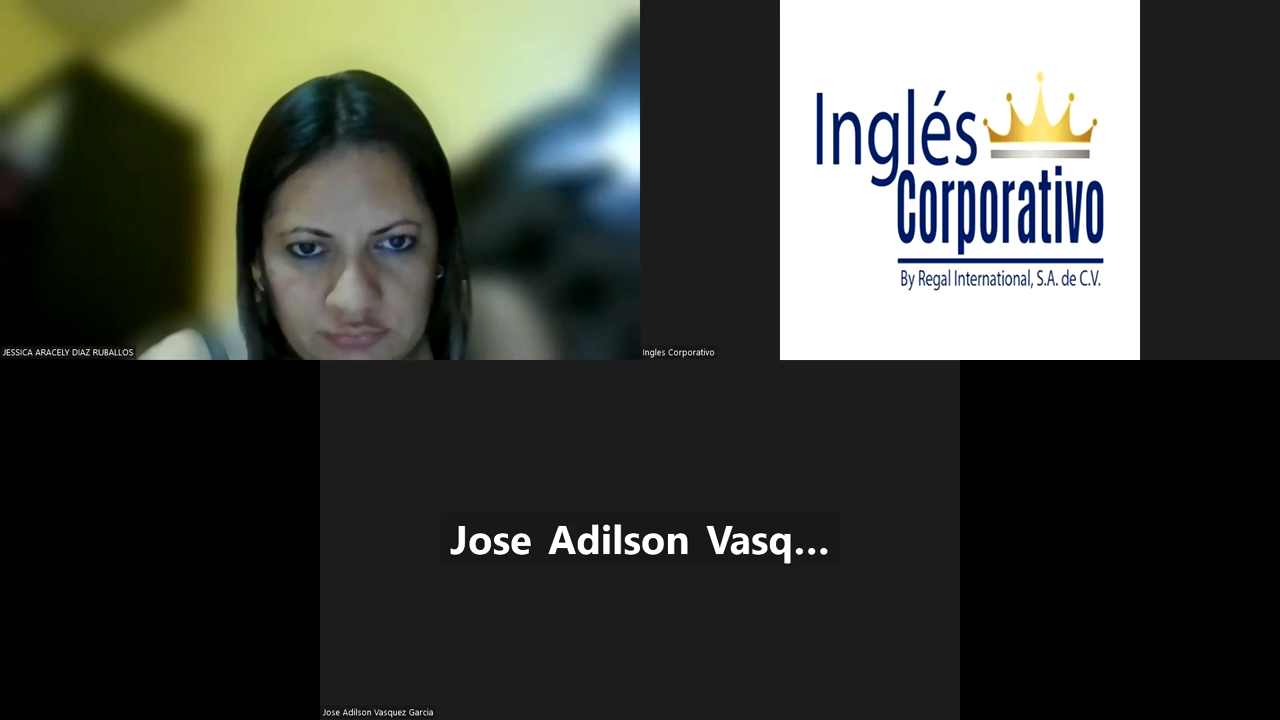 Inglés
Corporativo
By Regal International, S.A. de C.V.
JESSICA ARACELY DIAZ RUBALLOS
Ingles Corporativo
Jose Adilson Vasq...
Jose Adilson Vasquez Garcia